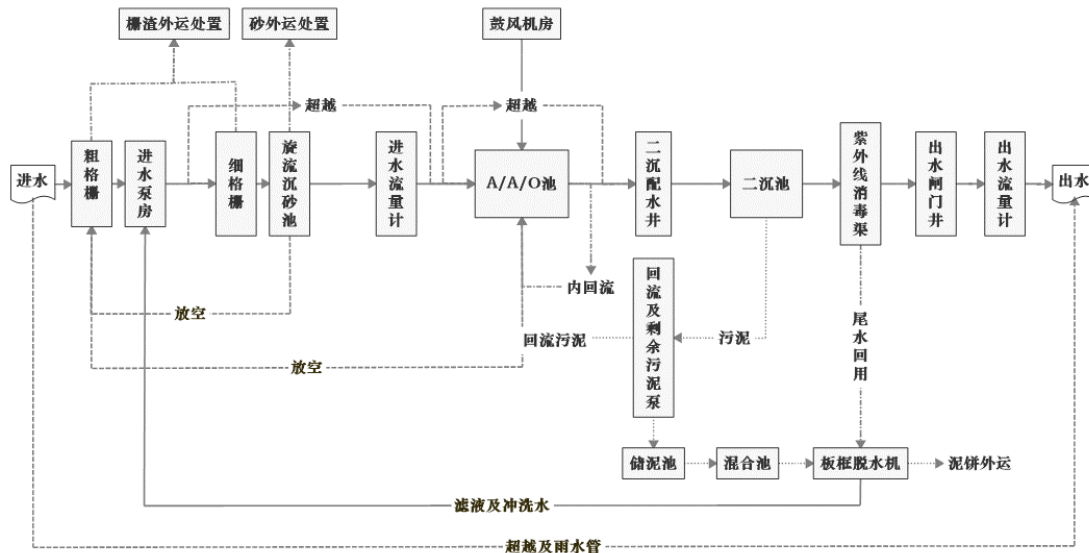 栅渣外运处置
砂外运处置
鼓风机房
超越
超越
进水
粗格栅
进水泵房
细格栅
旋流沉砂池
进水流量计
A/A/O池
二沉配水井
二沉池
紫外线消毒渠
出水闸门井
出水流量计
出水
内回流
放空
回流污泥
回流及剩余污泥泵
污泥
尾水回用
放空
储泥池
混合池
板框脱水机
泥饼外运
滤液及冲洗水
超越及雨水管